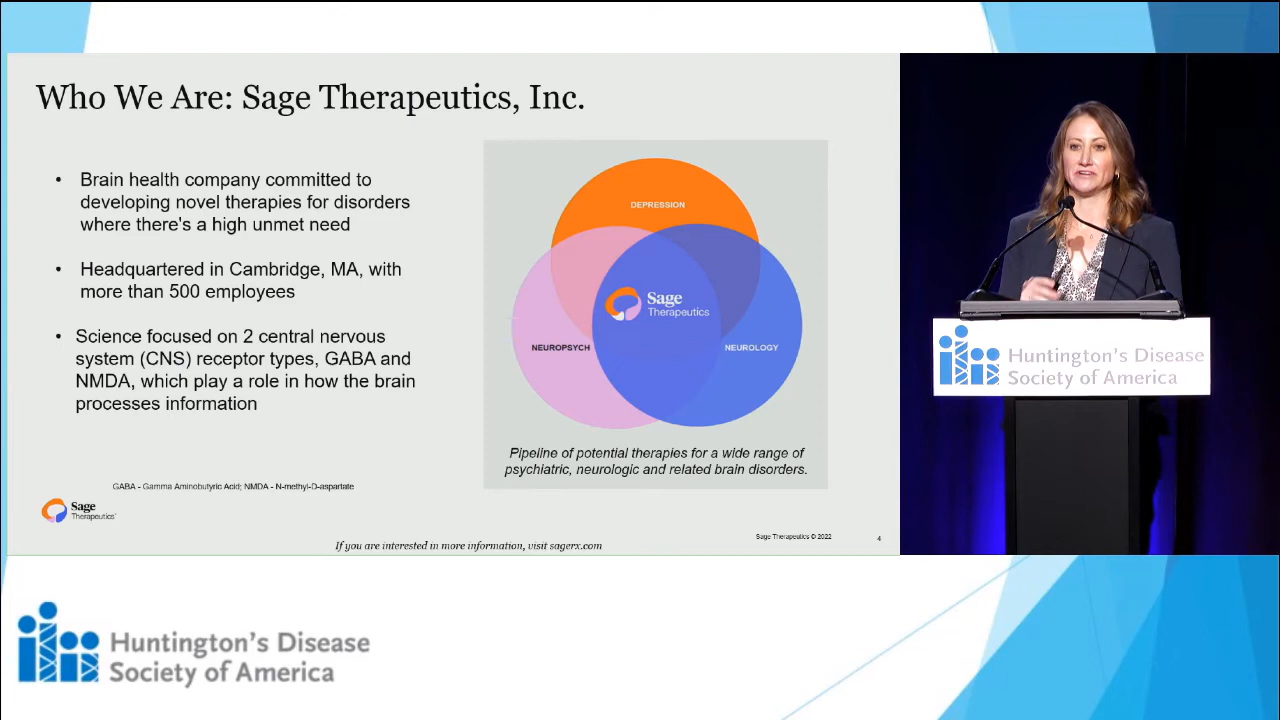 Who We Are: Sage Therapeutics, Inc.
• Brain health company committed to
developing novel therapies for disorders
where there's a high unmet need
• Headquartered in Cambridge, MA, with
more than 500 employees
• Science focused on 2 central nervous
system (CNS) receptor types, GABA and
NMDA, which play a role in how the brain
processes information
DEPRESSION
Sage
Therapeutics
NEUROPSYCH
NEUROLOGY
Pipeline of potential therapies for a wide range of
psychiatric, neurologic and related brain disorders.
GABA - Gamma Aminobutyric Acid; NMDA - N-methyl-D-aspartate
Sage
Therapeutics™
If you are interested in more information, visit sagerx.com
Sage Therapeutics © 2022
4
Huntington's Disease
Society of America
Huntington's Disease
Society of America